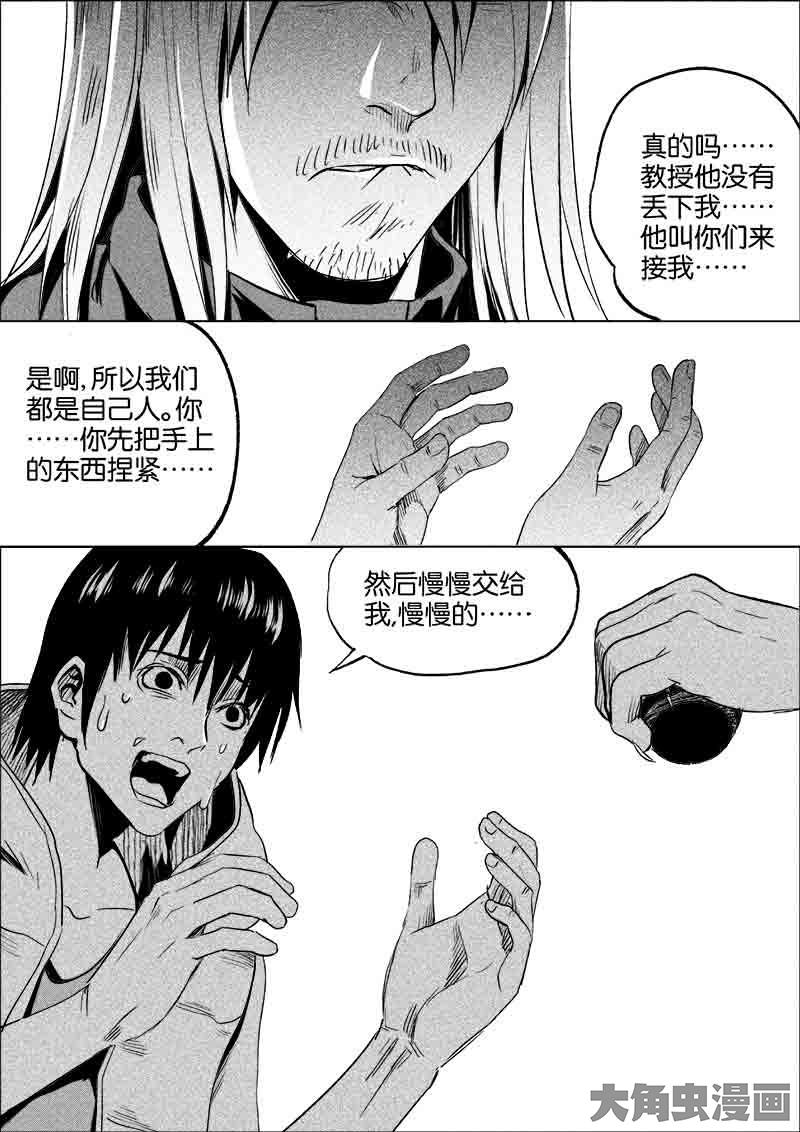 真的吗……
教授他没有
丢下我……
他叫你们来
接我……
是啊,所以我们
都是自己人。你
……你先把手上
的东西捏紧……
然后慢慢交给
我,慢慢的……
大角虫漫画